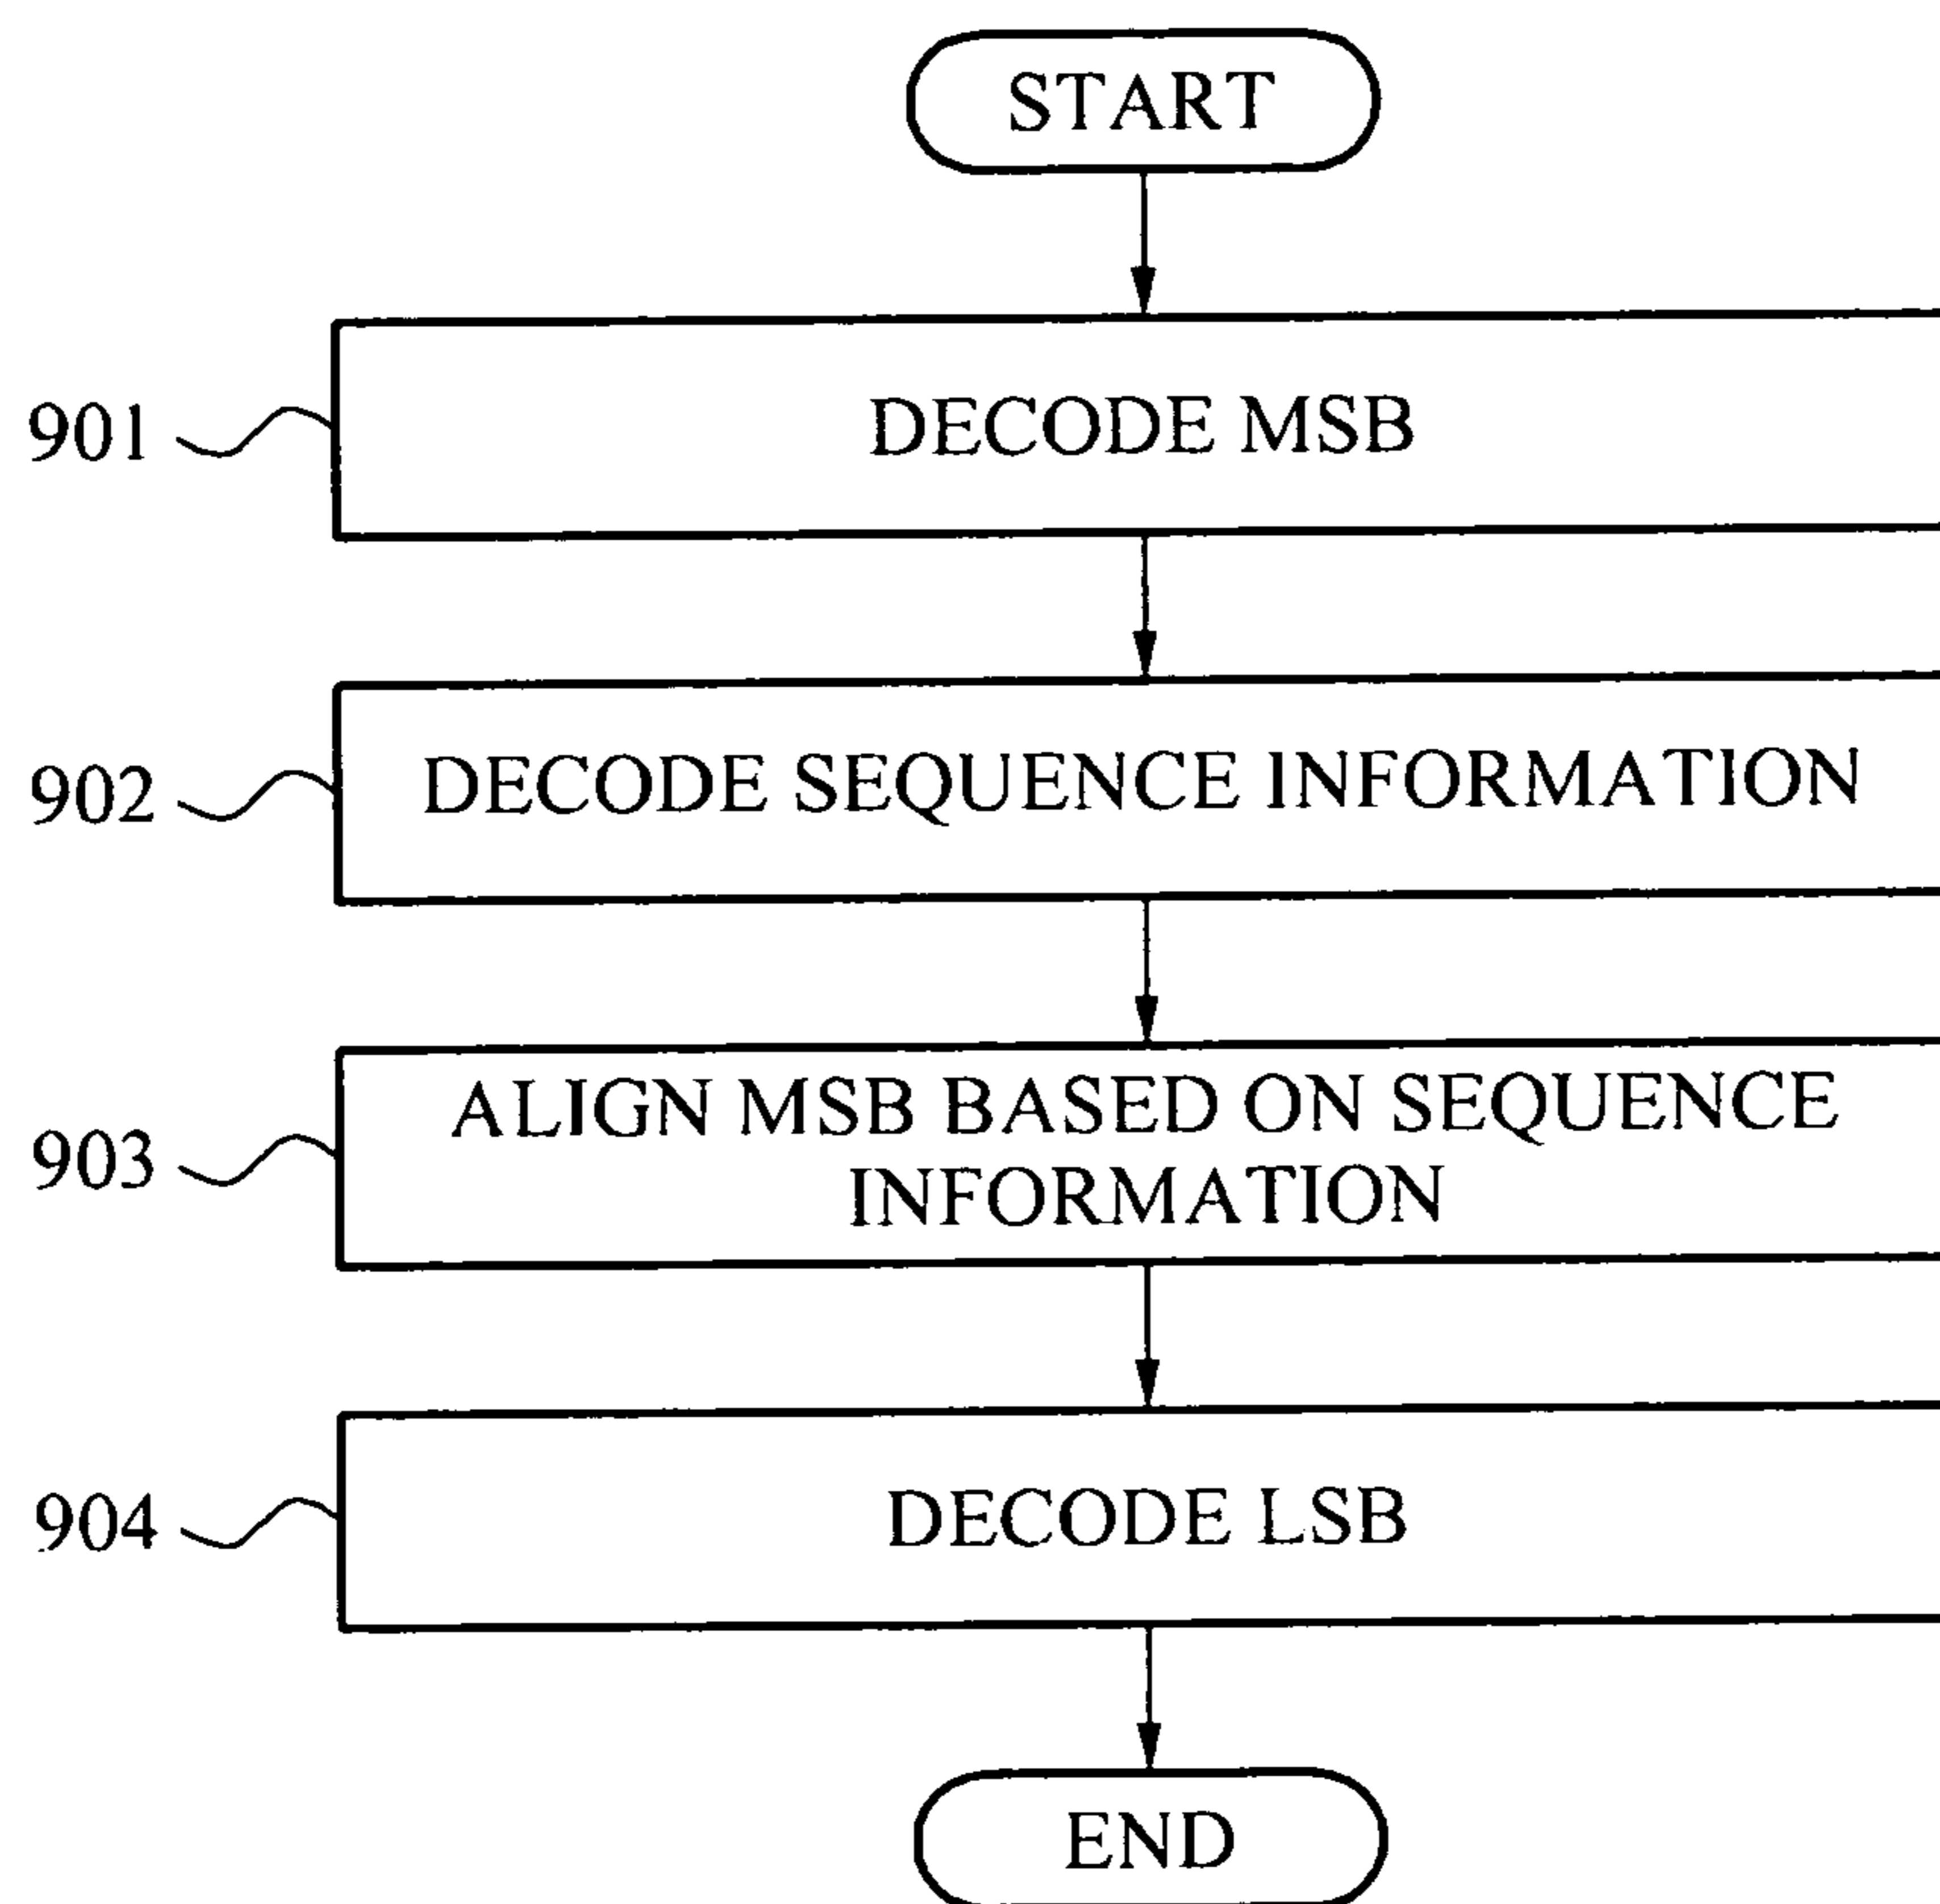 START
901
DECODE MSB
902
DECODE SEQUENCE INFORMATION
903
ALIGN MSB BASED ON SEQUENCE
INFORMATION
904
DECODE LSB
END